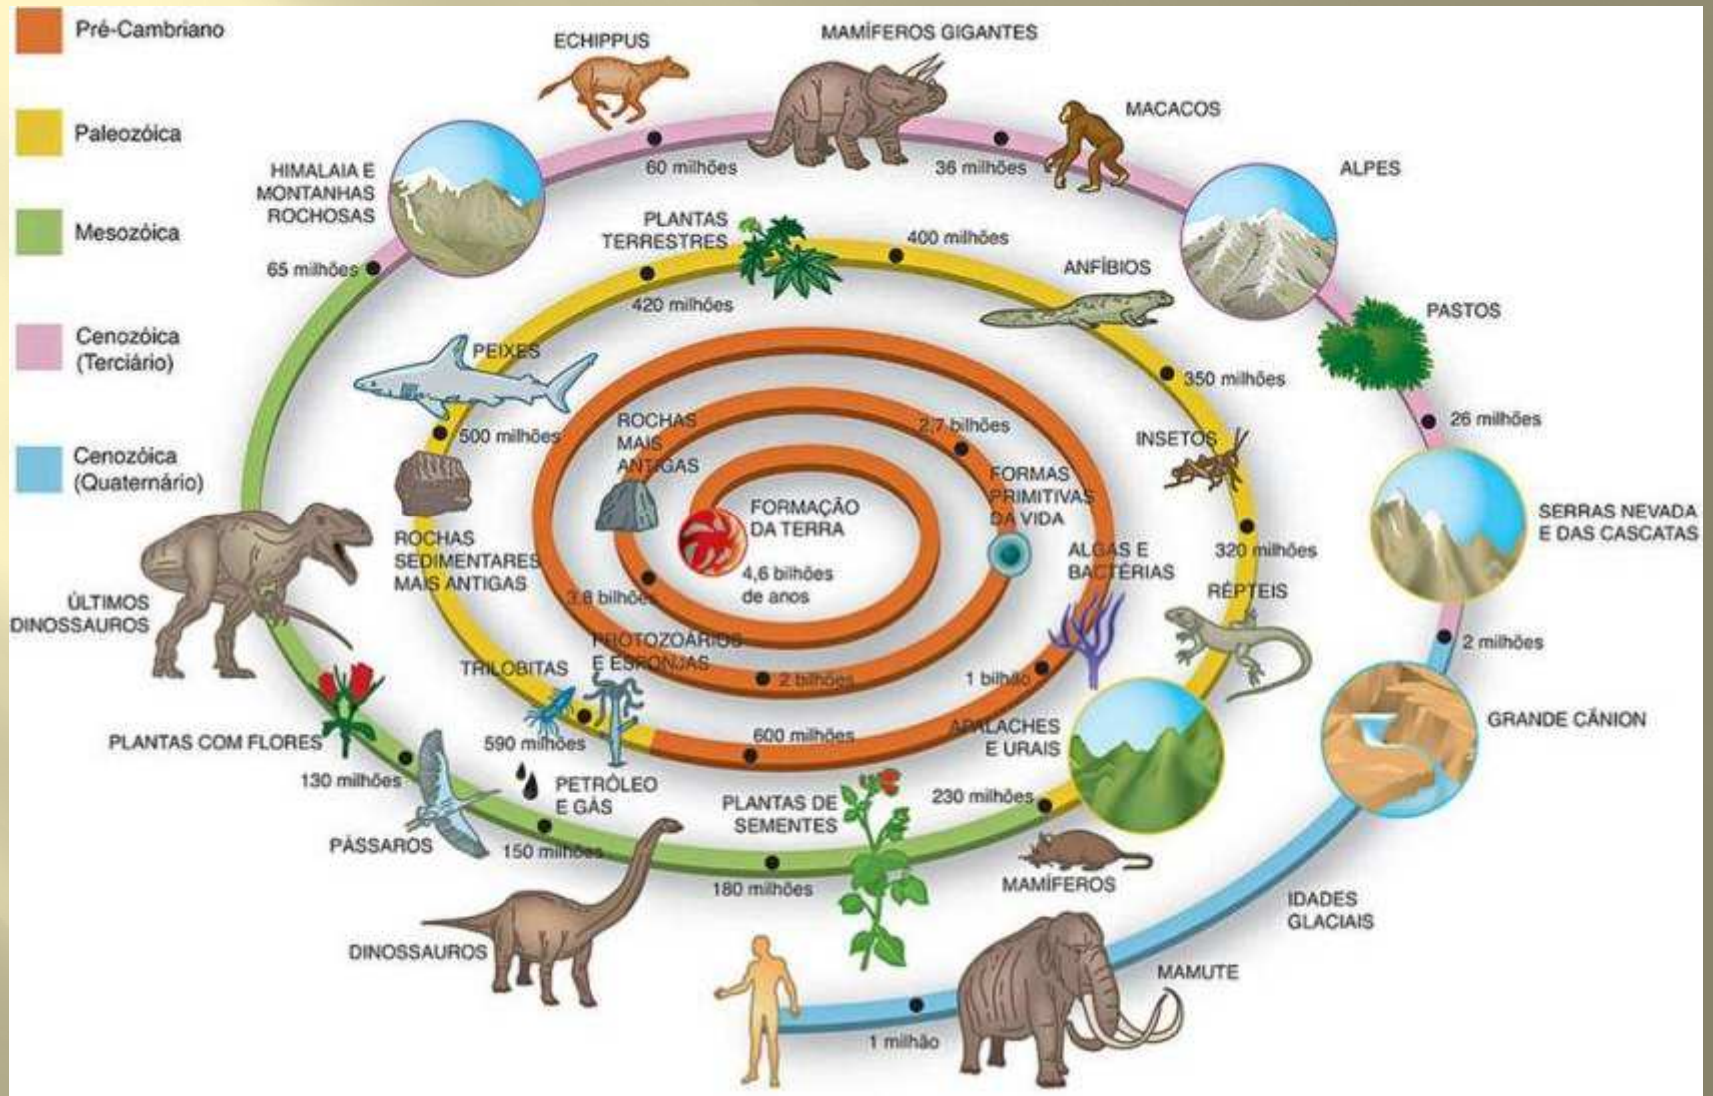 Pré-Cambriano
Paleozóica
Mesozóica
Cenozóica
(Terciário)
Cenozóica
(Quaternário)
FORMAÇÃO
DA TERRA
4,6 bilhões
de anos
3,8 bilhões
ROCHAS
MAIS
ANTIGAS
2,7 bilhões
FORMAS
PRIMITIVAS
DA VIDA
2 bilhões
ALGAS E
BACTÉRIAS
1 bilhão
600 milhões
PROTOZOÁRIOS
E ESPONJAS
TRILOBITAS
590 milhões
ROCHAS
SEDIMENTARES
MAIS ANTIGAS
500 milhões
PEIXES
420 milhões
PLANTAS
TERRESTRES
400 milhões
ANFÍBIOS
350 milhões
INSETOS
320 milhões
RÉPTEIS
APALACHES
E URAIS
230 milhões
MAMÍFEROS
PLANTAS DE
SEMENTES
180 milhões
DINOSSAUROS
150 milhões
PETRÓLEO
E GÁS
PÁSSAROS
130 milhões
PLANTAS COM FLORES
ÚLTIMOS
DINOSSAUROS
65 milhões
HIMALAIA E
MONTANHAS
ROCHOSAS
ECHIPPUS
60 milhões
MAMÍFEROS GIGANTES
36 milhões
MACACOS
ALPES
PASTOS
26 milhões
SERRAS NEVADA
E DAS CASCATAS
2 milhões
GRANDE CÂNION
IDADES
GLACIAIS
MAMUTE
1 milhão